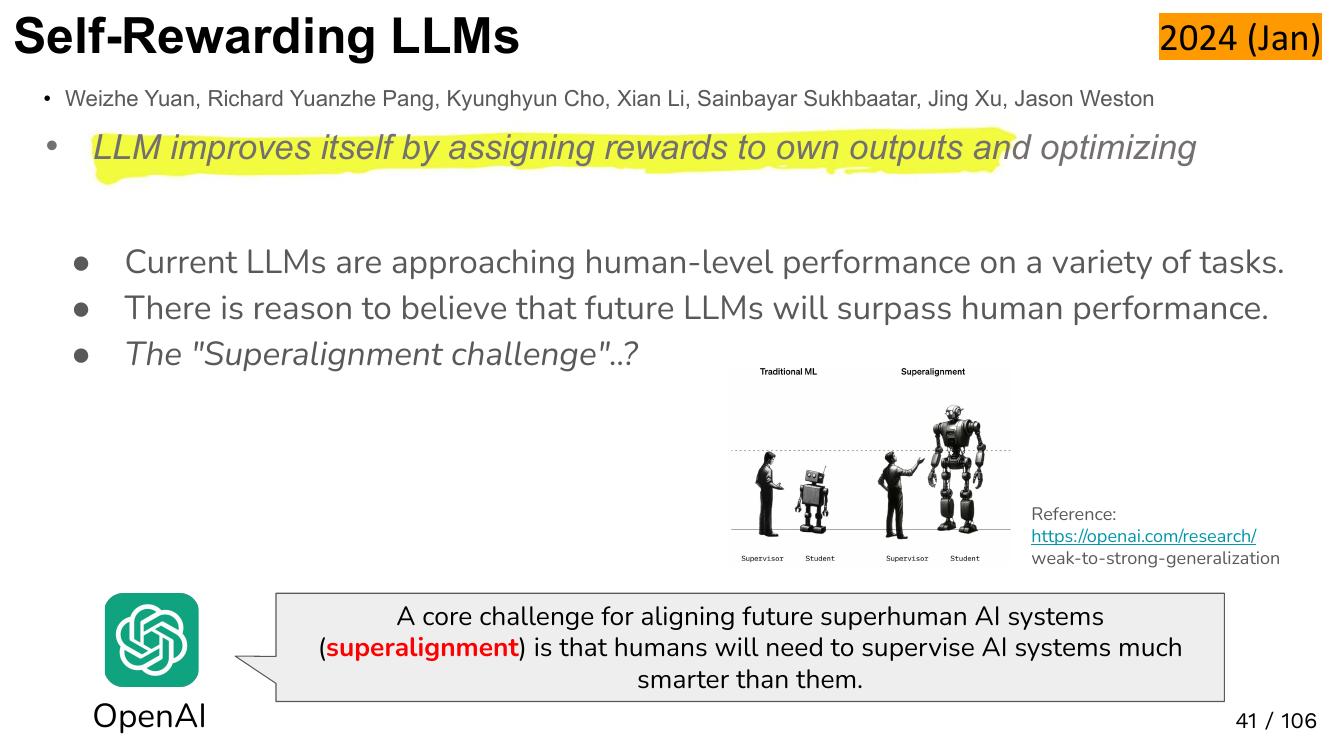 Self-Rewarding LLMs
2024 (Jan)
• Weizhe Yuan, Richard Yuanzhe Pang, Kyunghyun Cho, Xian Li, Sainbayar Sukhbaatar, Jing Xu, Jason Weston
• LLM improves itself by assigning rewards to own outputs and optimizing
● Current LLMs are approaching human-level performance on a variety of tasks.
● There is reason to believe that future LLMs will surpass human performance.
● The "Superalignment challenge"..?
Traditional ML
Superalignment
Supervisor Student Supervisor Student
Reference:
https://openai.com/research/
weak-to-strong-generalization
A core challenge for aligning future superhuman AI systems
(superalignment) is that humans will need to supervise AI systems much
smarter than them.
OpenAI
41 / 106